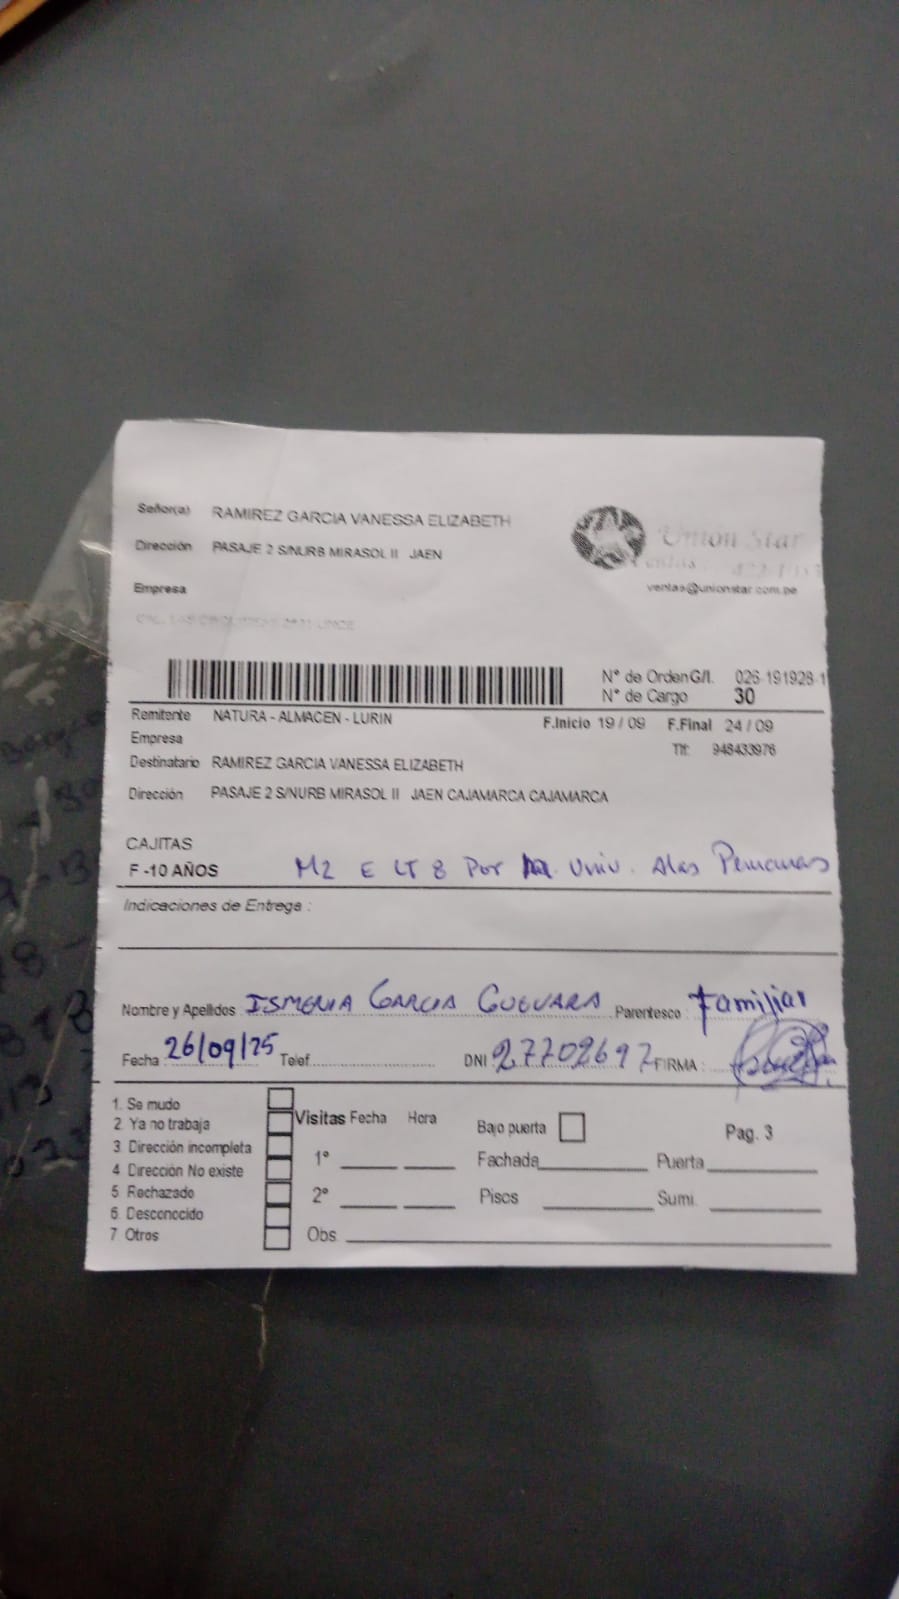 Señor(a) RAMIREZ GARCIA VANESSA ELIZABETH
Dirección PASAJE 2 S/NURB MIRASOL II JAEN
Empresa
Unión Star
Ventas
ventas@unionstar.com.pe
N° de OrdenG/I. 026-191928-1
N° de Cargo 30
Remitente NATURA - ALMACEN - LURIN F.Inicio 19 / 09 F.Final 24 / 09
Empresa Tlf: 948433976
Destinatario RAMIREZ GARCIA VANESSA ELIZABETH
Dirección PASAJE 2 S/NURB MIRASOL II JAEN CAJAMARCA CAJAMARCA
CAJITAS
F -10 AÑOS MZ E LT 8 Por Univ. Alas Peruanas
Indicaciones de Entrega :
Nombre y Apellidos ISMENIA GARCIA GUEVARA Parentesco Familiar
Fecha 26/09/25 Telef. DNI 27702697 FIRMA :
1. Se mudo
2. Ya no trabaja
3 Dirección incompleta
4 Dirección No existe
5 Rechazado
6. Desconocido
7 Otros
Visitas Fecha Hora
1°
2°
Obs
Bajo puerta
Pag. 3
Fachada Puerta
Pisos Sumi.